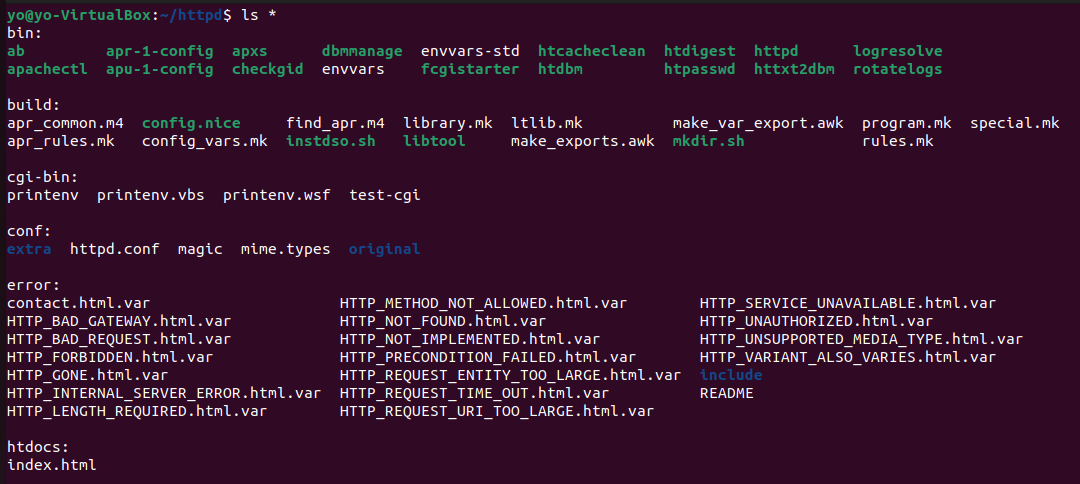 yo@yo-VirtualBox:~/httpd$ ls *
bin:
ab apr-1-config apxs dbmmanage envvars-std htcacheclean htdigest httpd logresolve
apachectl apu-1-config checkgid envvars fcgistarter htdbm htpasswd httxt2dbm rotatelogs
build:
apr_common.m4 config.nice find_apr.m4 library.mk ltlib.mk make_var_export.awk program.mk special.mk
apr_rules.mk config_vars.mk instdso.sh libtool make_exports.awk mkdir.sh rules.mk
cgi-bin:
printenv printenv.vbs printenv.wsf test-cgi
conf:
extra httpd.conf magic mime.types original
error:
contact.html.var HTTP_METHOD_NOT_ALLOWED.html.var HTTP_SERVICE_UNAVAILABLE.html.var
HTTP_BAD_GATEWAY.html.var HTTP_NOT_FOUND.html.var HTTP_UNAUTHORIZED.html.var
HTTP_BAD_REQUEST.html.var HTTP_NOT_IMPLEMENTED.html.var HTTP_UNSUPPORTED_MEDIA_TYPE.html.var
HTTP_FORBIDDEN.html.var HTTP_PRECONDITION_FAILED.html.var HTTP_VARIANT_ALSO_VARIES.html.var
HTTP_GONE.html.var HTTP_REQUEST_ENTITY_TOO_LARGE.html.var include
HTTP_INTERNAL_SERVER_ERROR.html.var HTTP_REQUEST_TIME_OUT.html.var README
HTTP_LENGTH_REQUIRED.html.var HTTP_REQUEST_URI_TOO_LARGE.html.var
htdocs:
index.html